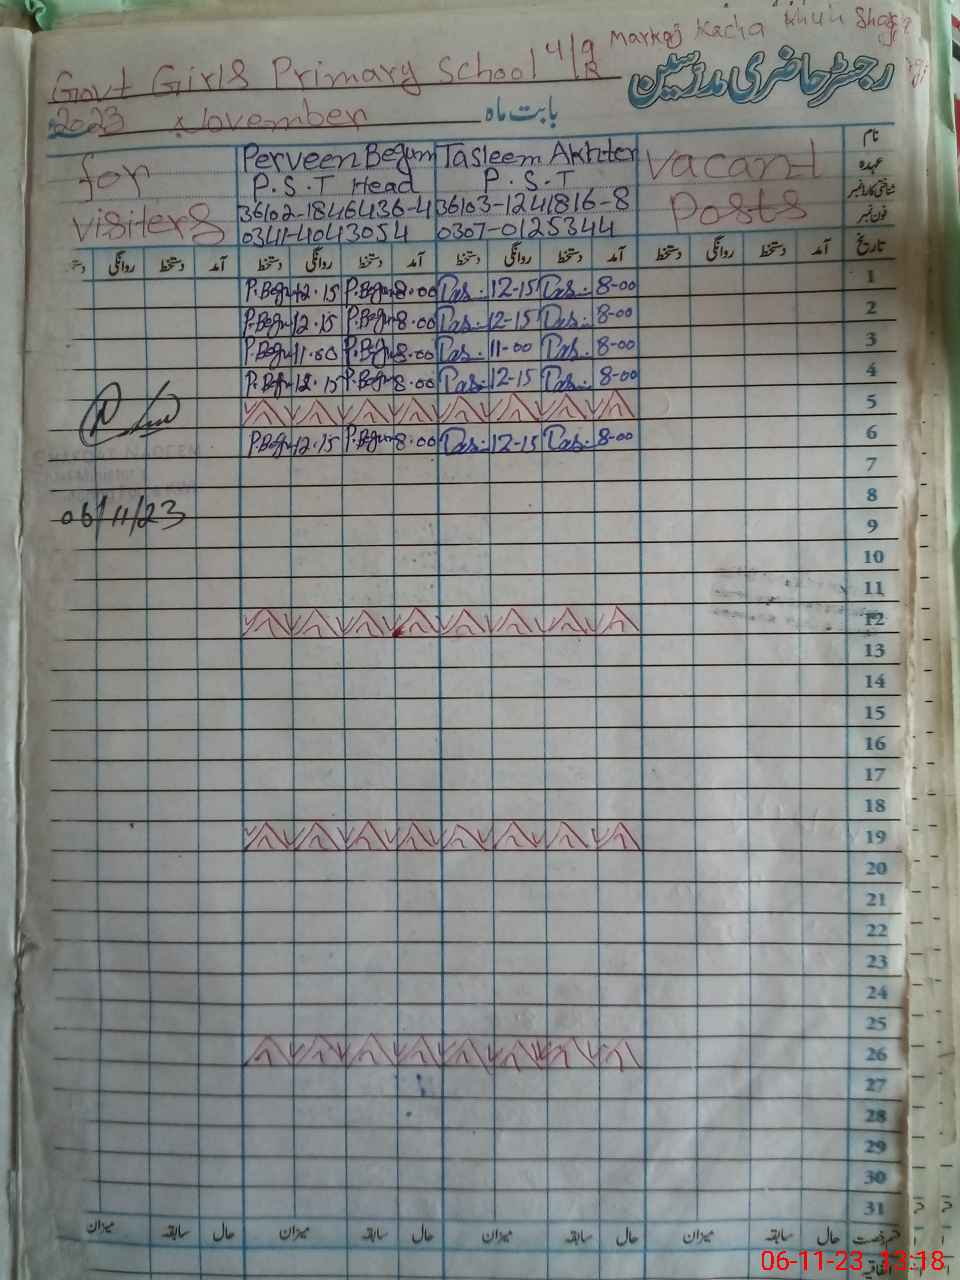 Markaj Kacha Khuh
Govt Girls Primary School 4/9 R
رجسٹر حاضری مدرسین
2023 November بابت ماہ
for Perveen Begum Tasleem Akhter Vacant نام
P.S.T Head P.S.T عہدہ
Visiters 36102-1846436-4 36103-1241816-8 Posts شناختی کارڈ نمبر
0341-4043054 0307-0125344 فون نمبر
روانگی دستخط آمد دستخط روانگی دستخط آمد دستخط روانگی دستخط آمد دستخط روانگی دستخط آمد تاریخ
P.Begum 12.15 P.Begum 8.00 Tas. 12-15 Tas. 8-00 1
P.Begum 12.15 P.Begum 8.00 Tas. 12-15 Tas. 8-00 2
P.Begum 11.00 P.Begum 8.00 Tas. 11-00 Tas. 8-00 3
P.Begum 12.15 P.Begum 8.00 Tas. 12-15 Tas. 8-00 4
5
P.Begum 12.15 P.Begum 8.00 Tas. 12-15 Tas. 8-00 6
7
8
06/11/23
9
10
11
12
13
14
15
16
17
18
19
20
21
22
23
24
25
26
27
28
29
30
31
میزان سابقہ حال میزان سابقہ حال میزان سابقہ حال میزان سابقہ حال قسم رخصت
اتفاقیہ
06-11-23 13:18